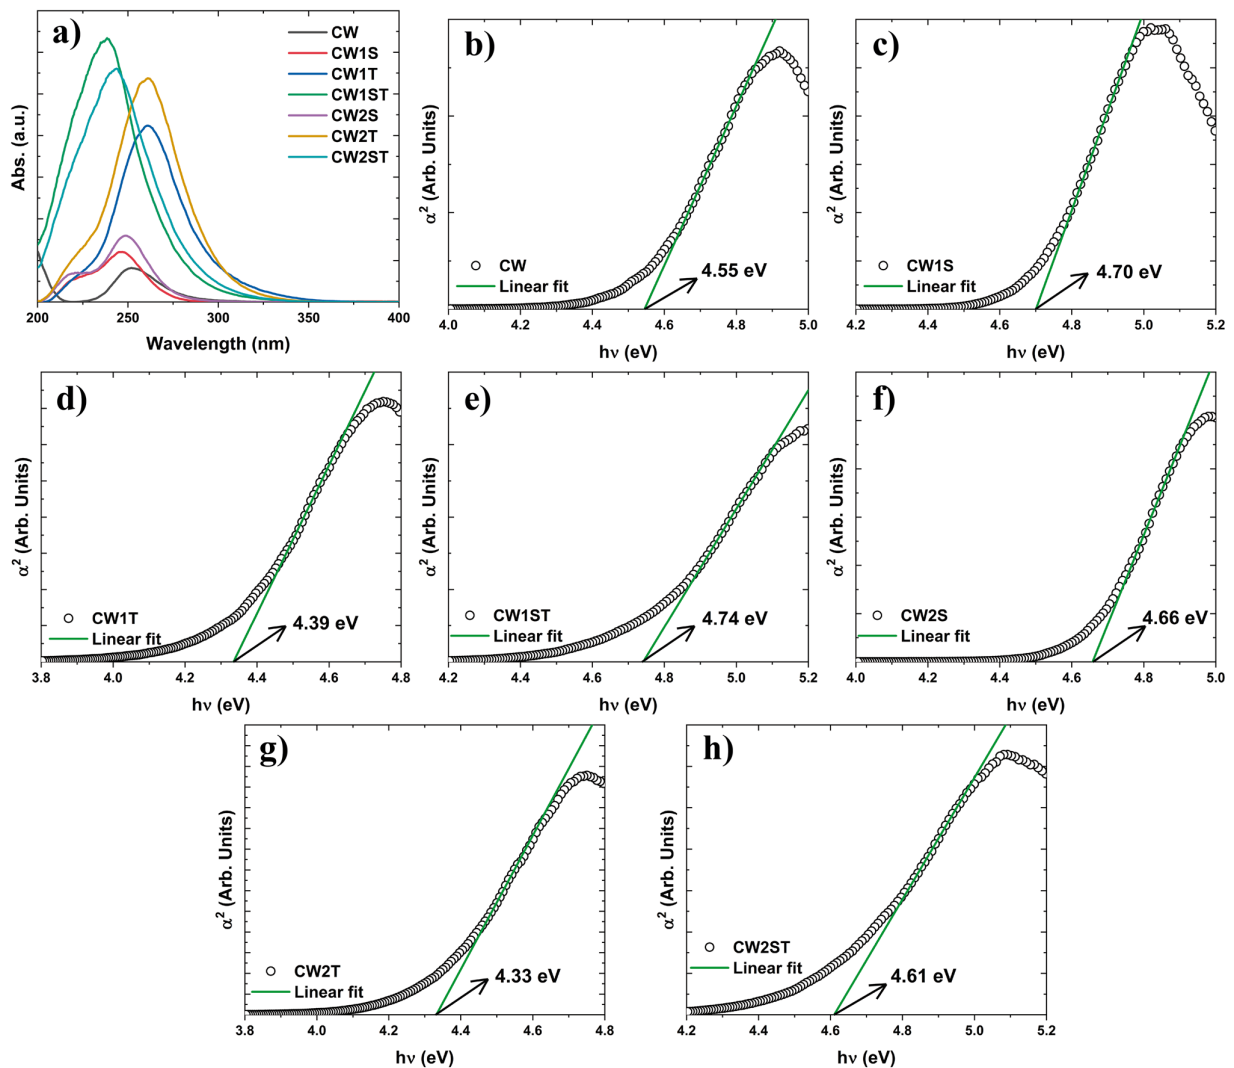 a)
CW
CW1S
CW1T
CW1ST
CW2S
CW2T
CW2ST
Abs. (a.u.)
200 250 300 350 400
Wavelength (nm)
b)
α² (Arb. Units)
CW
Linear fit
4.55 eV
4.0 4.2 4.4 4.6 4.8 5.0
hν (eV)
c)
α² (Arb. Units)
CW1S
Linear fit
4.70 eV
4.2 4.4 4.6 4.8 5.0 5.2
hν (eV)
d)
α² (Arb. Units)
CW1T
Linear fit
4.39 eV
3.8 4.0 4.2 4.4 4.6 4.8
hν (eV)
e)
α² (Arb. Units)
CW1ST
Linear fit
4.74 eV
4.2 4.4 4.6 4.8 5.0 5.2
hν (eV)
f)
α² (Arb. Units)
CW2S
Linear fit
4.66 eV
4.0 4.2 4.4 4.6 4.8 5.0
hν (eV)
g)
α² (Arb. Units)
CW2T
Linear fit
4.33 eV
3.8 4.0 4.2 4.4 4.6 4.8
hν (eV)
h)
α² (Arb. Units)
CW2ST
Linear fit
4.61 eV
4.2 4.4 4.6 4.8 5.0 5.2
hν (eV)